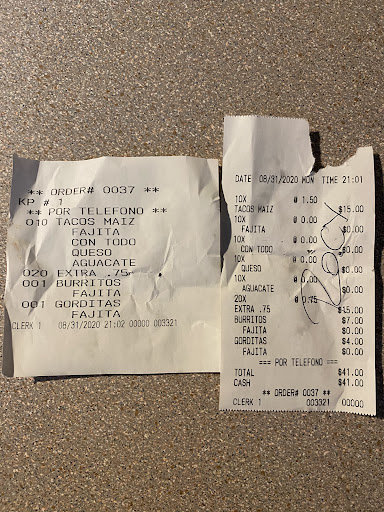 ** ORDER# 0037 **
KP # 1
** POR TELEFONO **
010 TACOS MAIZ
FAJITA
CON TODO
QUESO
AGUACATE
020 EXTRA .75
001 BURRITOS
FAJITA
001 GORDITAS
FAJITA
CLERK 1 08/31/2020 21:02 00000 003321
DATE 08/31/2020 MON TIME 21:01
10X @ 1.50
TACOS MAIZ $15.00
10X @ 0.00
FAJITA $0.00
10X @ 0.00
CON TODO $0.00
10X @ 0.00
QUESO $0.00
10X @ 0.00
AGUACATE $0.00
20X @ 0.75
EXTRA .75 $15.00
BURRITOS $7.00
FAJITA $0.00
GORDITAS $4.00
FAJITA $0.00
=== POR TELEFONO ===
TOTAL $41.00
CASH $41.00
** ORDER# 0037 **
CLERK 1 003321 00000